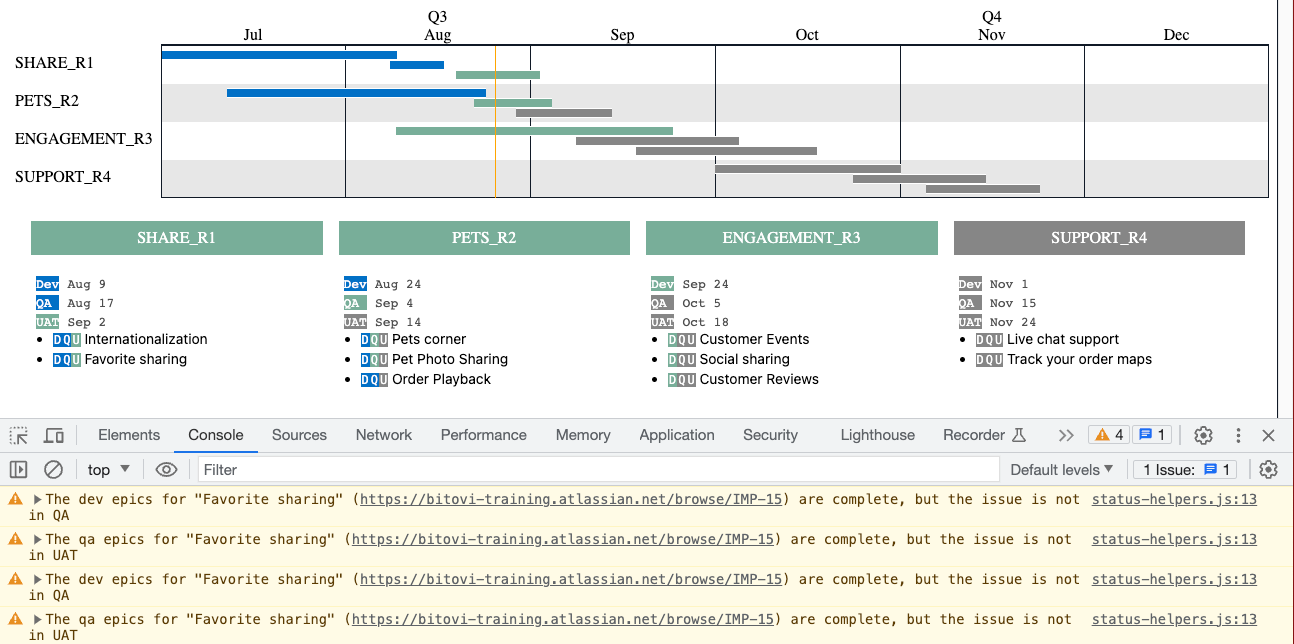 Q3 Q4
Jul Aug Sep Oct Nov Dec
SHARE_R1
PETS_R2
ENGAGEMENT_R3
SUPPORT_R4
SHARE_R1 PETS_R2 ENGAGEMENT_R3 SUPPORT_R4
Dev Aug 9 Dev Aug 24 Dev Sep 24 Dev Nov 1
QA Aug 17 QA Sep 4 QA Oct 5 QA Nov 15
UAT Sep 2 UAT Sep 14 UAT Oct 18 UAT Nov 24
• DQU Internationalization • DQU Pets corner • DQU Customer Events • DQU Live chat support
• DQU Favorite sharing • DQU Pet Photo Sharing • DQU Social sharing • DQU Track your order maps
• DQU Order Playback • DQU Customer Reviews
Elements Console Sources Network Performance Memory Application Security Lighthouse Recorder 4 1
top Filter Default levels 1 Issue: 1
The dev epics for "Favorite sharing" (https://bitovi-training.atlassian.net/browse/IMP-15) are complete, but the issue is not status-helpers.js:13
in QA
The qa epics for "Favorite sharing" (https://bitovi-training.atlassian.net/browse/IMP-15) are complete, but the issue is not status-helpers.js:13
in UAT
The dev epics for "Favorite sharing" (https://bitovi-training.atlassian.net/browse/IMP-15) are complete, but the issue is not status-helpers.js:13
in QA
The qa epics for "Favorite sharing" (https://bitovi-training.atlassian.net/browse/IMP-15) are complete, but the issue is not status-helpers.js:13
in UAT